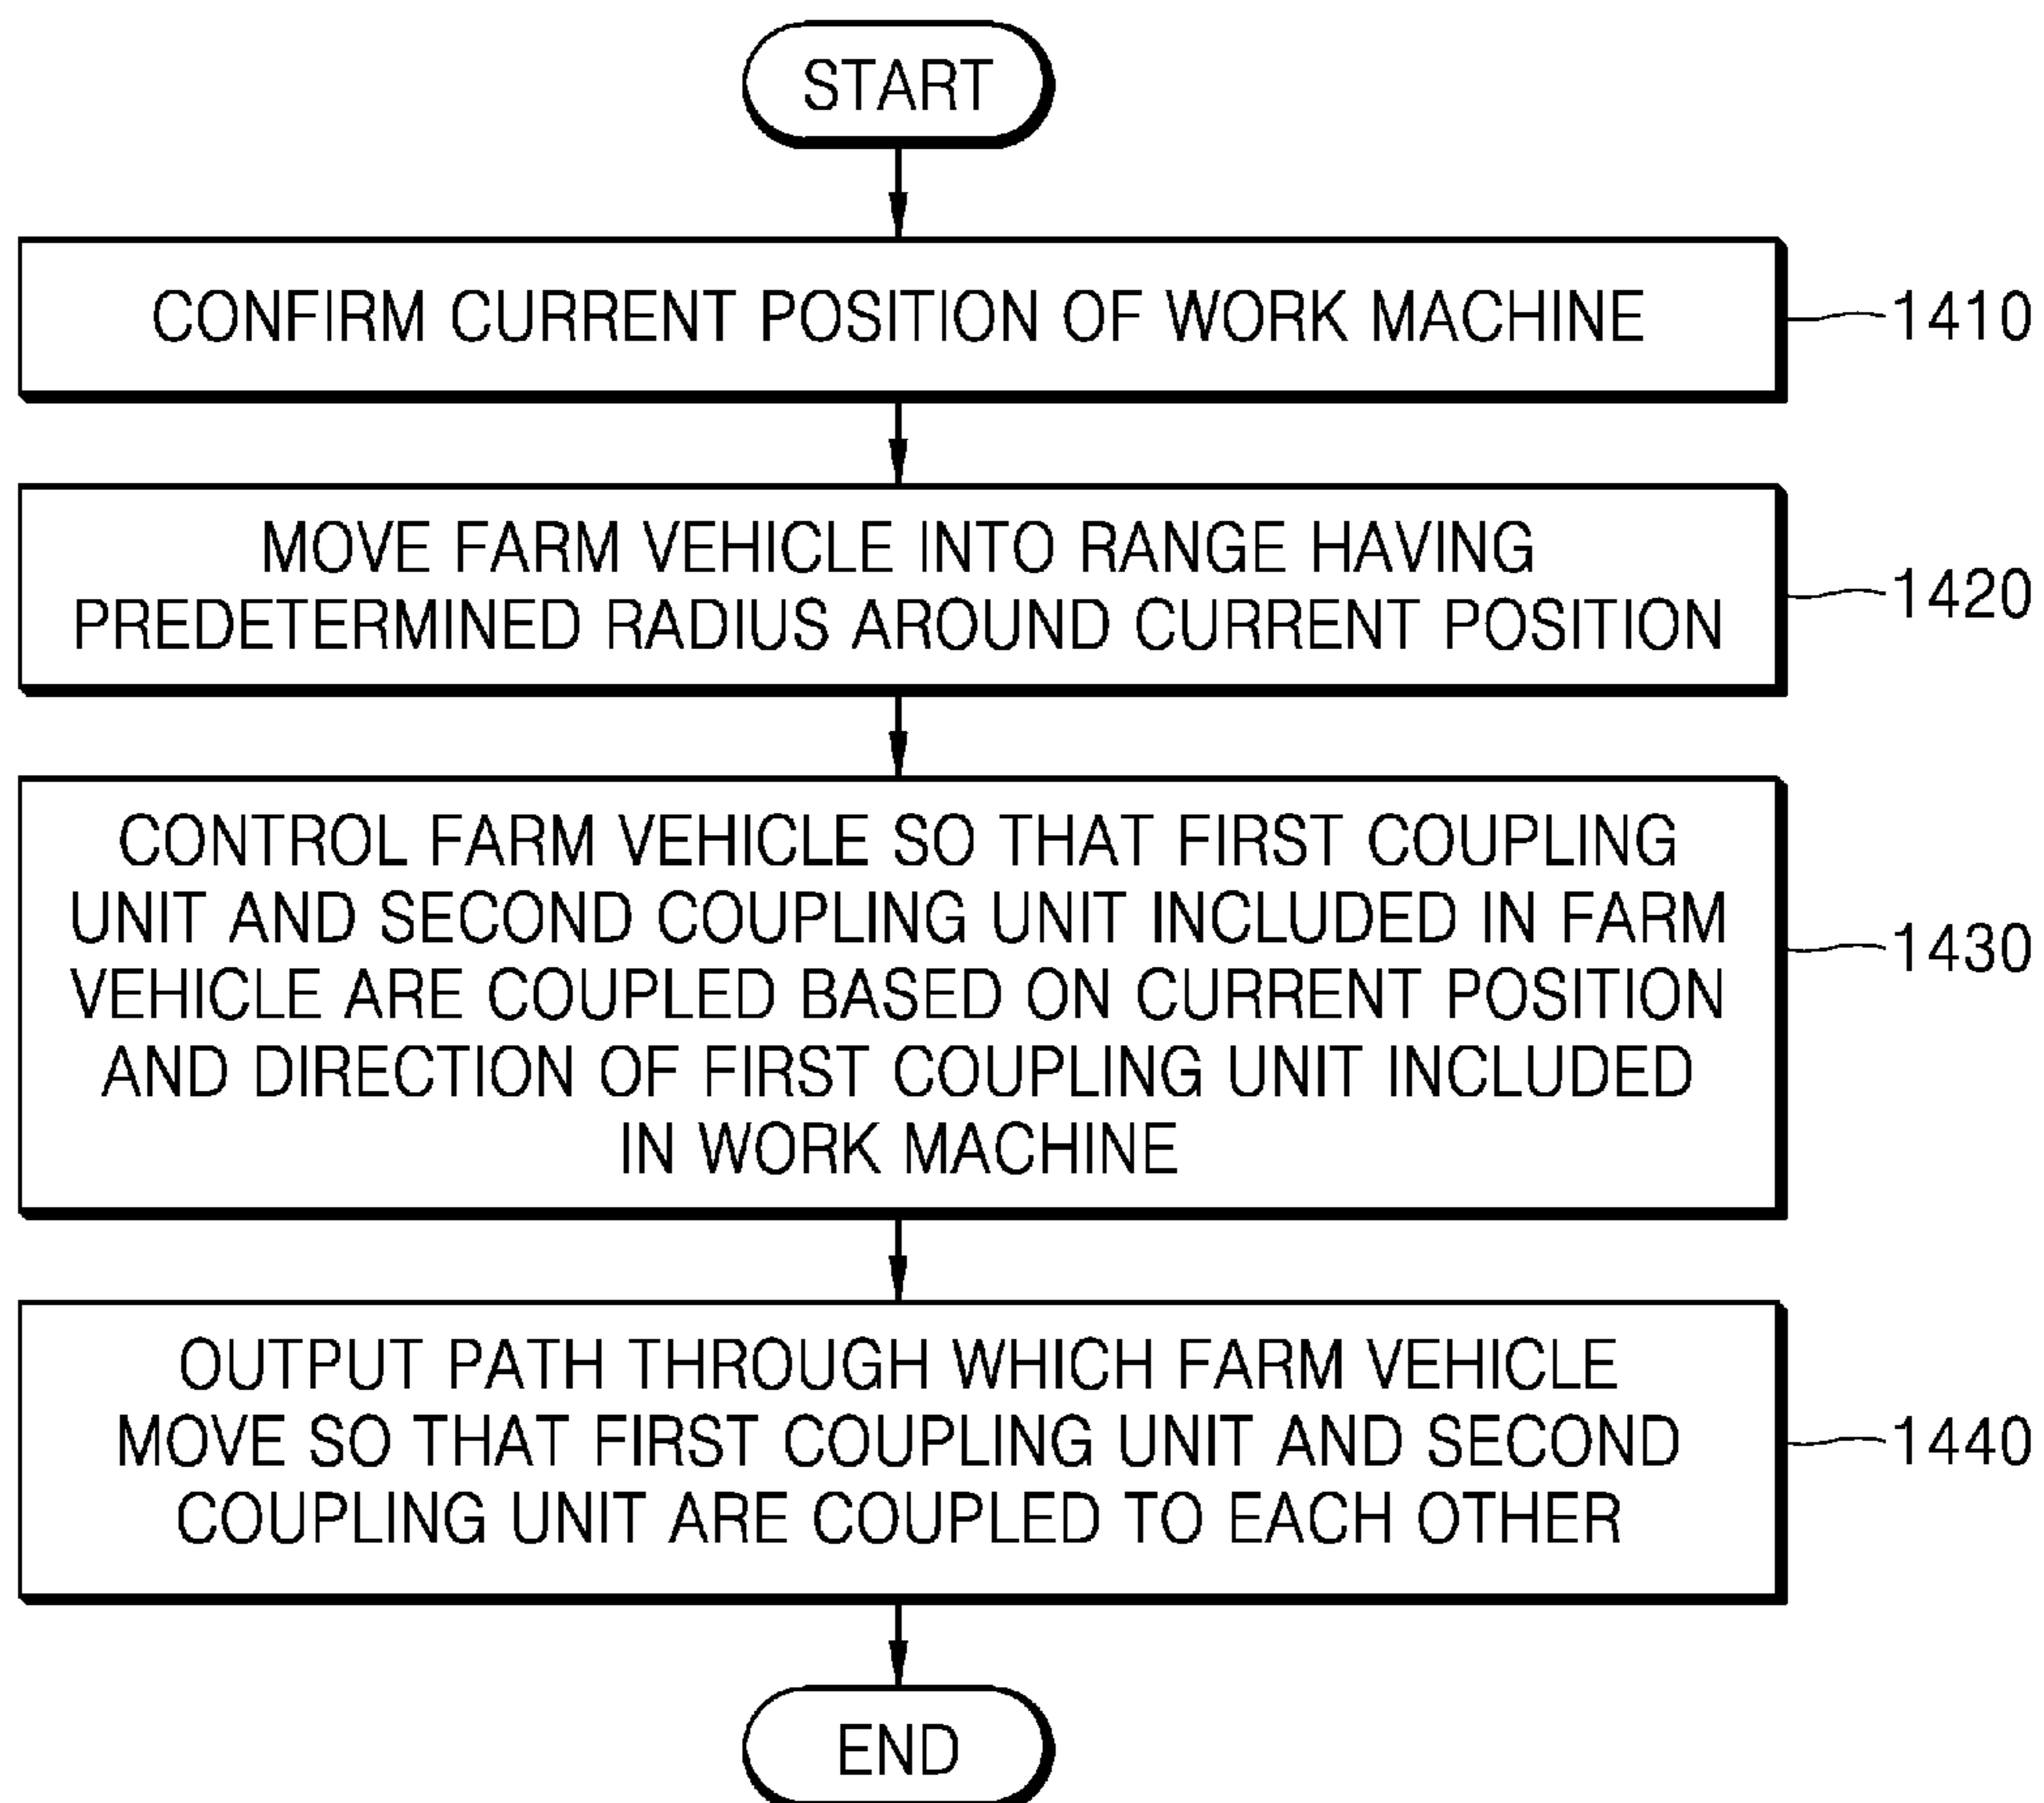 START
CONFIRM CURRENT POSITION OF WORK MACHINE
1410
MOVE FARM VEHICLE INTO RANGE HAVING
PREDETERMINED RADIUS AROUND CURRENT POSITION
1420
CONTROL FARM VEHICLE SO THAT FIRST COUPLING
UNIT AND SECOND COUPLING UNIT INCLUDED IN FARM
VEHICLE ARE COUPLED BASED ON CURRENT POSITION
AND DIRECTION OF FIRST COUPLING UNIT INCLUDED
IN WORK MACHINE
1430
OUTPUT PATH THROUGH WHICH FARM VEHICLE
MOVE SO THAT FIRST COUPLING UNIT AND SECOND
COUPLING UNIT ARE COUPLED TO EACH OTHER
1440
END